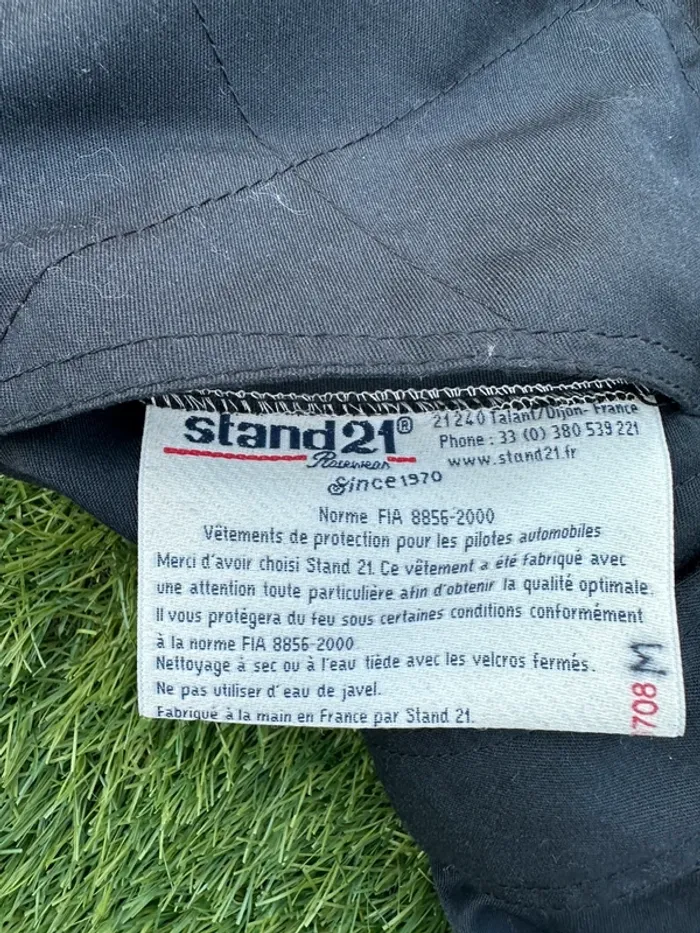 stand21®
Racewear
Since 1970
21240 Talant/Dijon- France
Phone : 33 (0) 380 539 221
www.stand21.fr
Norme FIA 8856-2000
Vêtements de protection pour les pilotes automobiles
Merci d'avoir choisi Stand 21. Ce vêtement a été fabriqué avec
une attention toute particulière afin d'obtenir la qualité optimale.
Il vous protégera du feu sous certaines conditions conformément
à la norme FIA 8856-2000
Nettoyage à sec ou à l'eau tiède avec les velcros fermés.
Ne pas utiliser d'eau de javel.
Fabriqué à la main en France par Stand 21.
1708 M